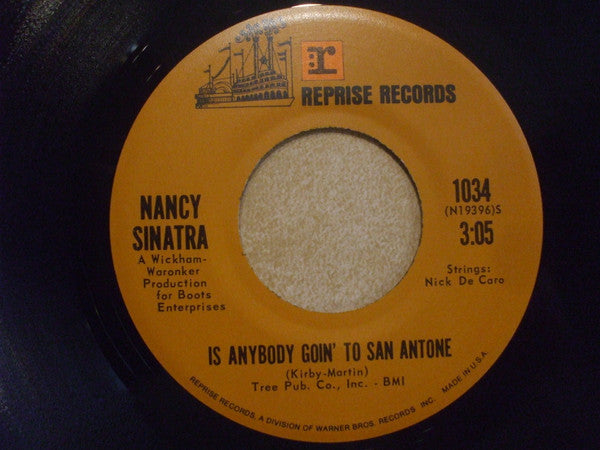 r
REPRISE RECORDS
NANCY
SINATRA
A Wickham-
Waronker
Production
for Boots
Enterprises
1034
(N19396)S
3:05
Strings:
Nick De Caro
IS ANYBODY GOIN' TO SAN ANTONE
(Kirby-Martin)
Tree Pub. Co., Inc. - BMI
REPRISE RECORDS, A DIVISION OF WARNER BROS. RECORDS INC. MADE IN U.S.A.